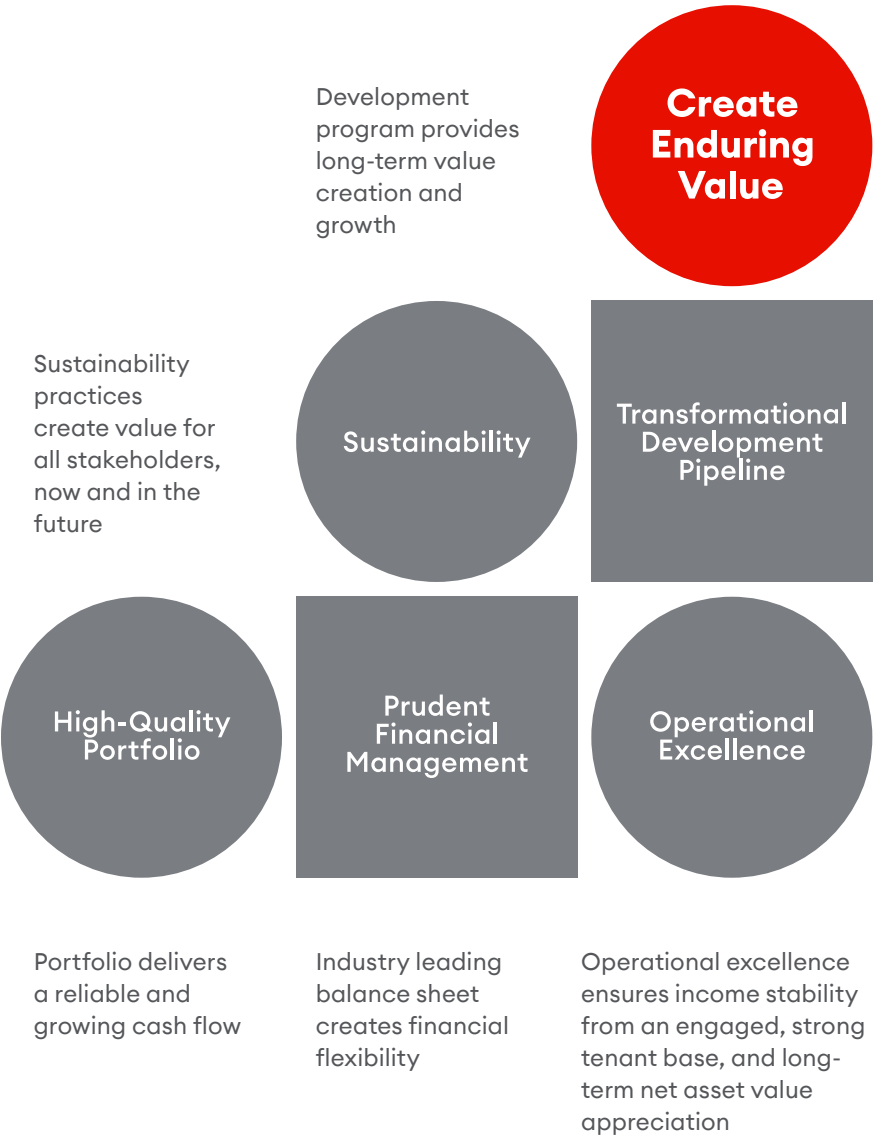 Development
program provides
long-term value
creation and
growth
Create
Enduring
Value
Sustainability
practices
create value for
all stakeholders,
now and in the
future
Sustainability
Transformational
Development
Pipeline
High-Quality
Portfolio
Prudent
Financial
Management
Operational
Excellence
Portfolio delivers
a reliable and
growing cash flow
Industry leading
balance sheet
creates financial
flexibility
Operational excellence
ensures income stability
from an engaged, strong
tenant base, and long-
term net asset value
appreciation